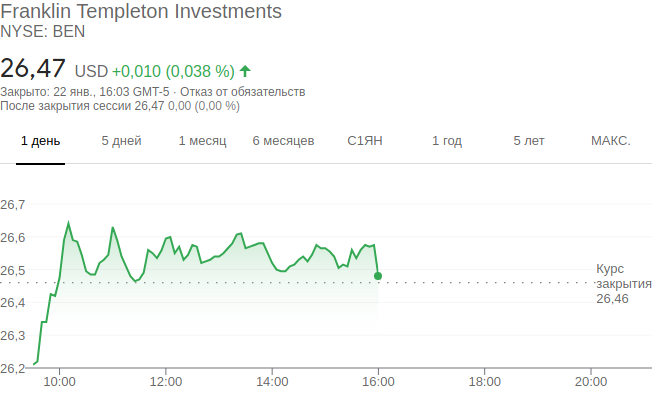 Franklin Templeton Investments
NYSE: BEN
26,47 USD +0,010 (0,038 %)
Закрыто: 22 янв., 16:03 GMT-5 · Отказ от обязательств
После закрытия сессии 26,47 0,00 (0,00 %)
1 день 5 дней 1 месяц 6 месяцев С1ЯН 1 год 5 лет МАКС.
26,7
26,6
26,5
Курс
закрытия
26,46
26,4
26,3
26,2
10:00 12:00 14:00 16:00 18:00 20:00